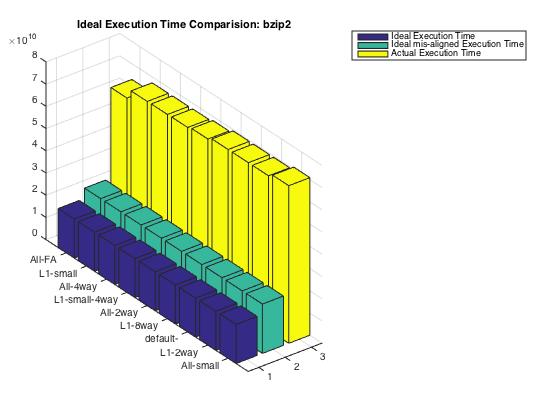 Ideal Execution Time Comparision: bzip2
×10^10
8
7
6
5
4
3
2
1
0
All-FA
L1-small
All-4way
L1-small-4way
All-2way
L1-8way
default-
L1-2way
All-small
1
2
3
Ideal Execution Time
Ideal mis-aligned Execution Time
Actual Execution Time